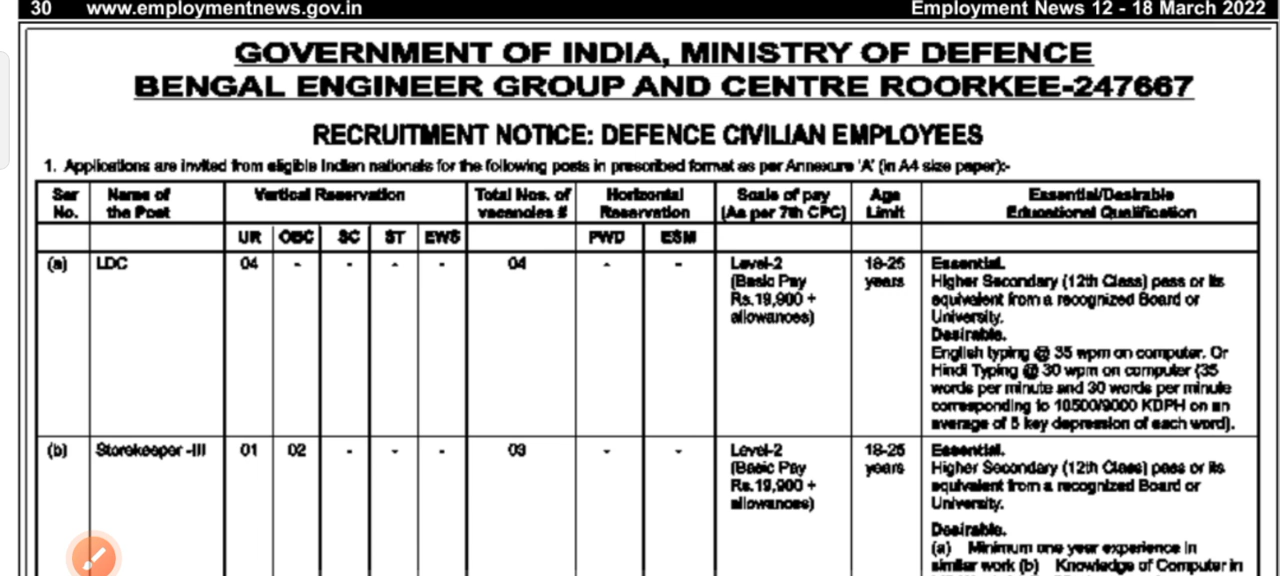 30 www.employmentnews.gov.in Employment News 12 - 18 March 2022
GOVERNMENT OF INDIA, MINISTRY OF DEFENCE
BENGAL ENGINEER GROUP AND CENTRE ROORKEE-247667
RECRUITMENT NOTICE: DEFENCE CIVILIAN EMPLOYEES
1. Applications are invited from eligible Indian nationals for the following posts in prescribed format as per Annexure 'A' (in A4 size paper):-
Ser No.
Name of the Post
Vertical Reservation
Total Nos. of vacancies #
Horizontal Reservation
Scale of pay (As per 7th CPC)
Age Limit
Essential/Desirable Educational Qualification
UR OBC SC ST EWS PWD ESM
(a) LDC 04 - - - - 04 - -
Level-2
(Basic Pay
Rs.19,900 +
allowances)
18-25
years
Essential.
Higher Secondary (12th Class) pass or its
equivalent from a recognized Board or
University.
Desirable.
English typing @ 35 wpm on computer. Or
Hindi Typing @ 30 wpm on computer (35
words per minute and 30 words per minute
corresponding to 10500/9000 KDPH on an
average of 5 key depression of each word).
(b) Storekeeper -III 01 02 - - - 03 - -
Level-2
(Basic Pay
Rs.19,900 +
allowances)
18-25
years
Essential.
Higher Secondary (12th Class) pass or its
equivalent from a recognized Board or
University.
Desirable.
(a) Minimum one year experience in
similar work (b) Knowledge of Computer in